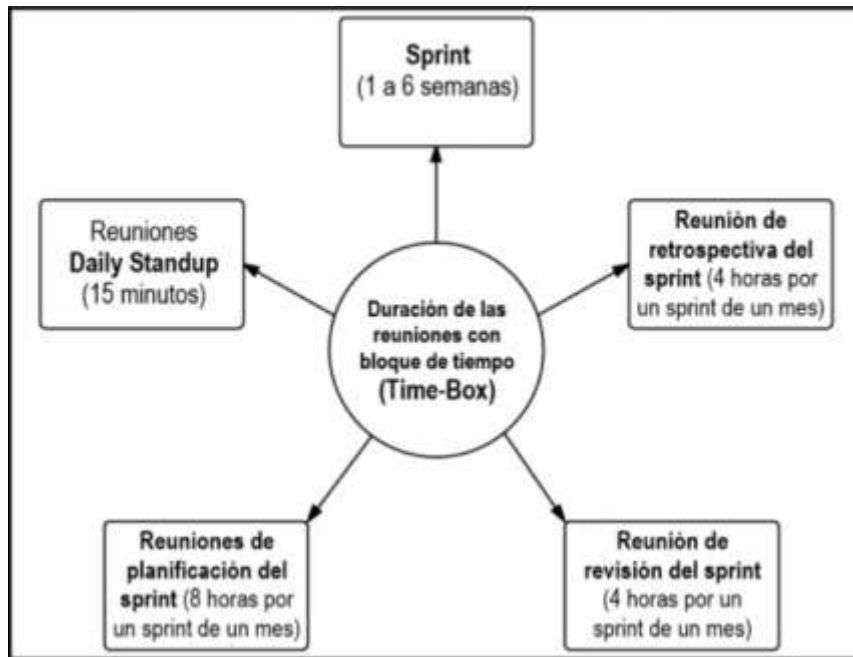 Sprint
(1 a 6 semanas)
Reuniones
Daily Standup
(15 minutos)
Reunión de
retrospectiva del
sprint (4 horas por
un sprint de un mes)
Duración de las
reuniones con
bloque de tiempo
(Time-Box)
Reuniones de
planificación del
sprint (8 horas por
un sprint de un mes)
Reunión de
revisión del sprint
(4 horas por un
sprint de un mes)